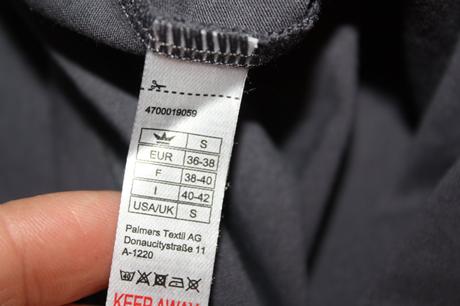 4700019059
S
EUR 36-38
F 38-40
I 40-42
USA/UK S
Palmers Textil AG
Donaucitystraße 11
A-1220
KEEP AWAY